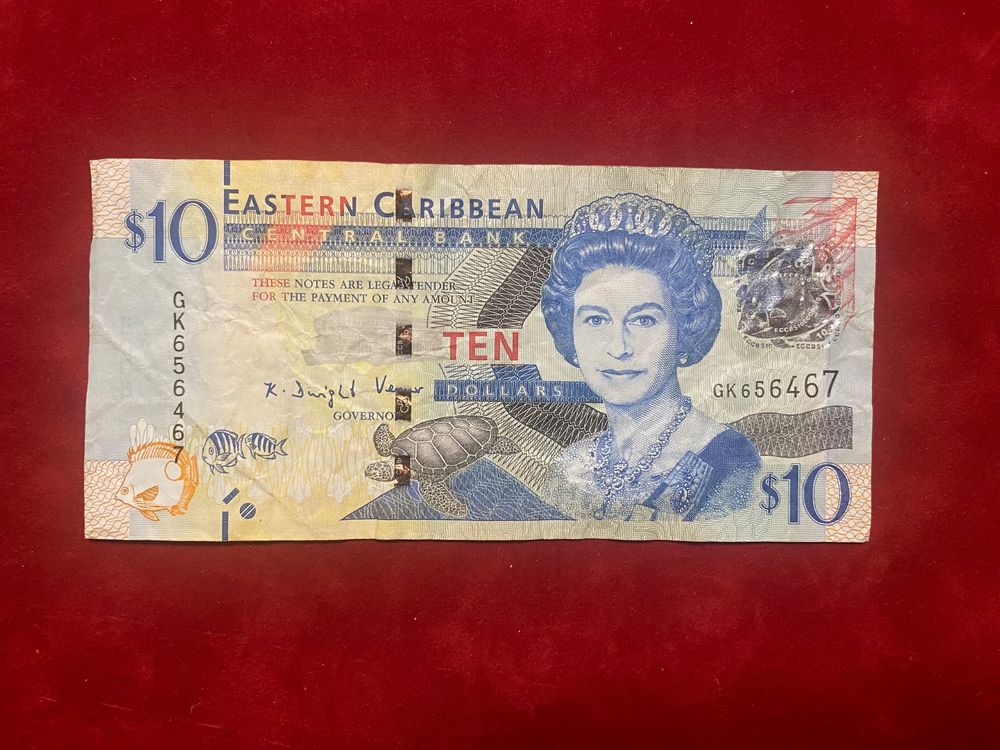 $10
EASTERN CARIBBEAN
CENTRAL BANK
THESE NOTES ARE LEGAL TENDER
FOR THE PAYMENT OF ANY AMOUNT
TEN
DOLLARS
GK656467
K. Dwight Venner
GOVERNOR
GK656467
$10